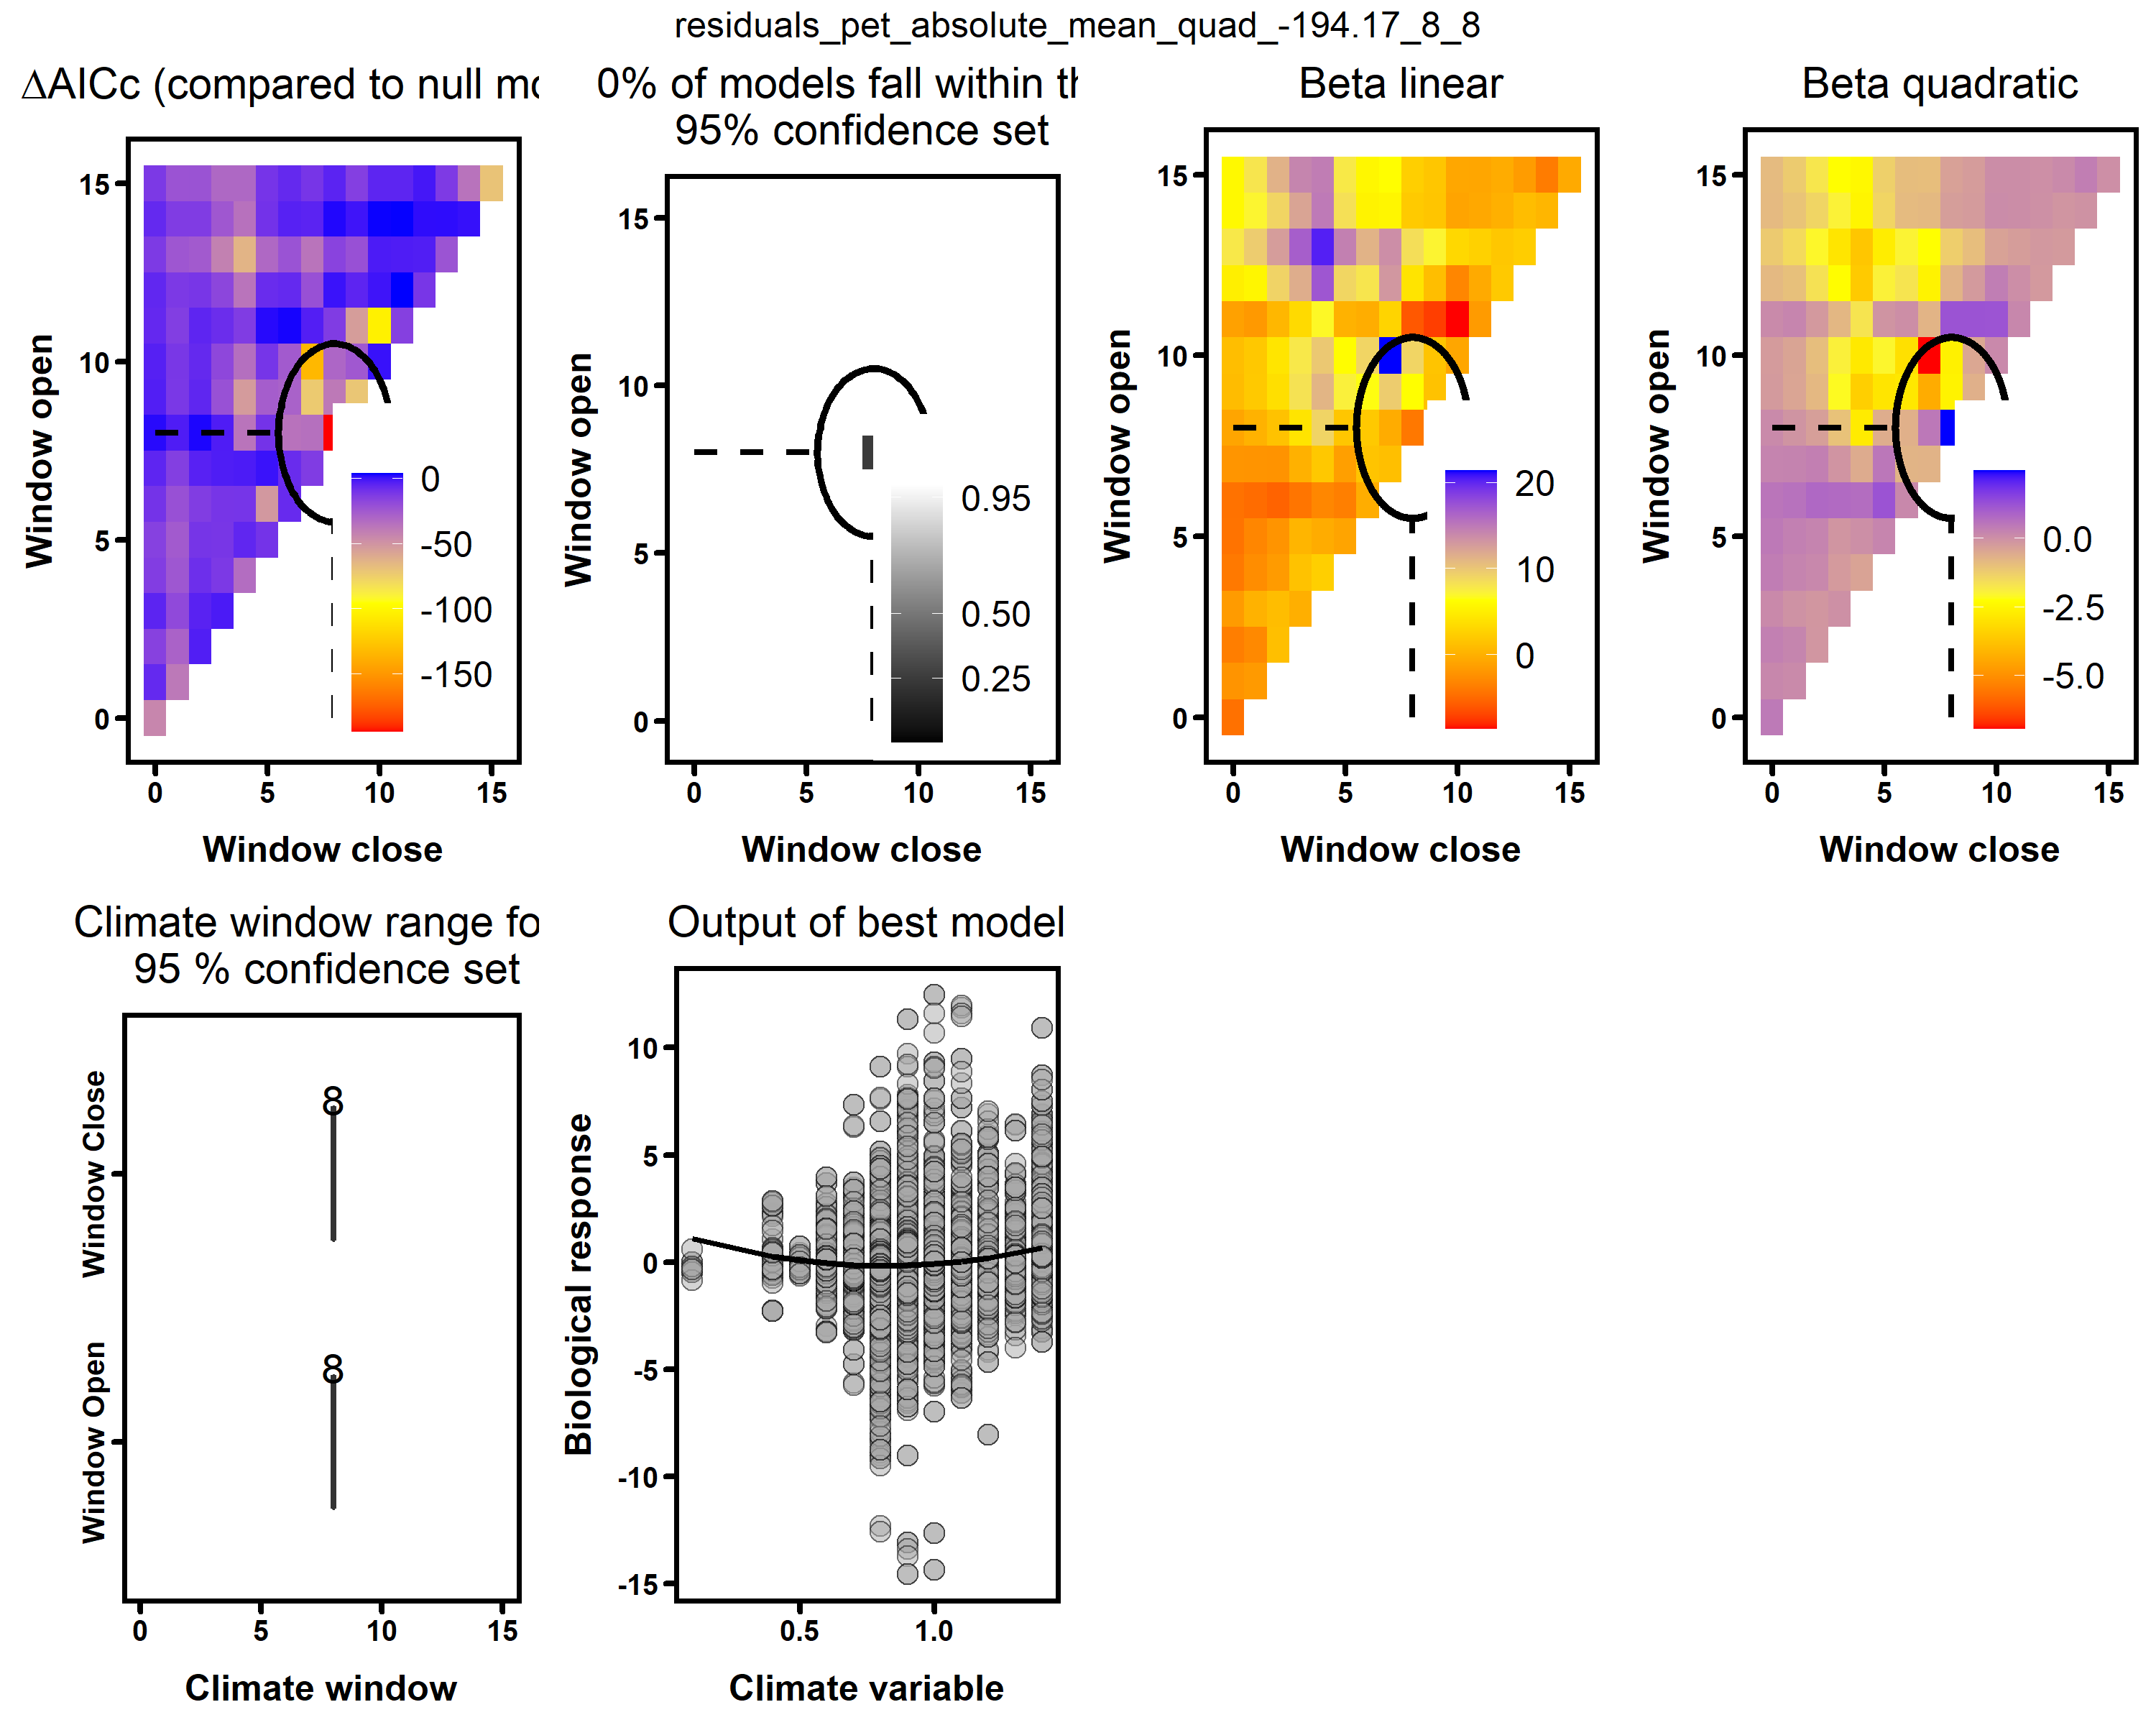 residuals_pet_absolute_mean_quad_-194.17_8_8
ΔAICc (compared to null mo
0% of models fall within th
95% confidence set
Beta linear
Beta quadratic
Window open
15
10
5
0
0
-50
-100
-150
0
5
10
15
Window close
Window open
15
10
5
0
0.95
0.50
0.25
0
5
10
15
Window close
Window open
15
10
5
0
20
10
0
0
5
10
15
Window close
Window open
15
10
5
0
0.0
-2.5
-5.0
0
5
10
15
Window close
Climate window range fo
95 % confidence set
Window Close
Window Open
8
8
0
5
10
15
Climate window
Output of best model
Biological response
10
5
0
-5
-10
-15
0.5
1.0
Climate variable